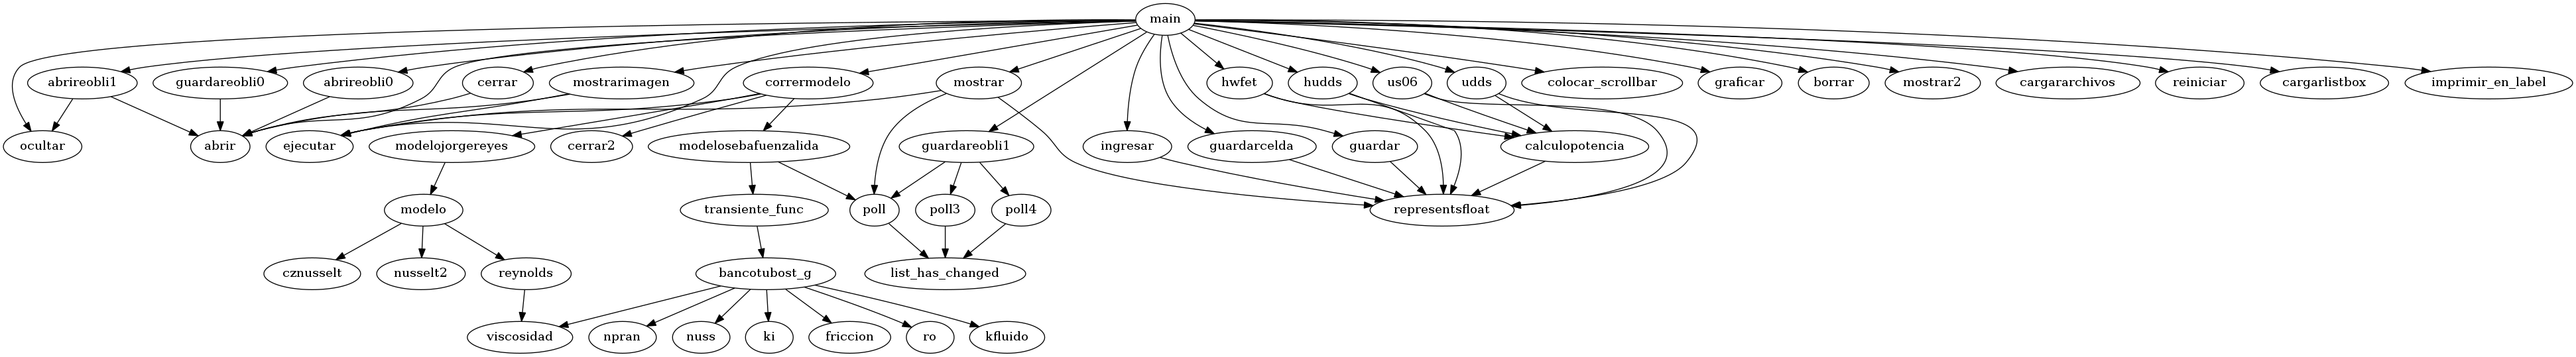 main
abrireobli1
guardareobli0
abrireobli0
cerrar
mostrarimagen
corrermodelo
mostrar
hwfet
hudds
us06
udds
colocar_scrollbar
graficar
borrar
mostrar2
cargararchivos
reiniciar
cargarlistbox
imprimir_en_label
ocultar
abrir
ejecutar
modelojorgereyes
cerrar2
modelosebafuenzalida
guardareobli1
ingresar
guardarcelda
guardar
calculopotencia
modelo
transiente_func
poll
poll3
poll4
representsfloat
cznusselt
nusselt2
reynolds
bancotubost_g
list_has_changed
viscosidad
npran
nuss
ki
friccion
ro
kfluido